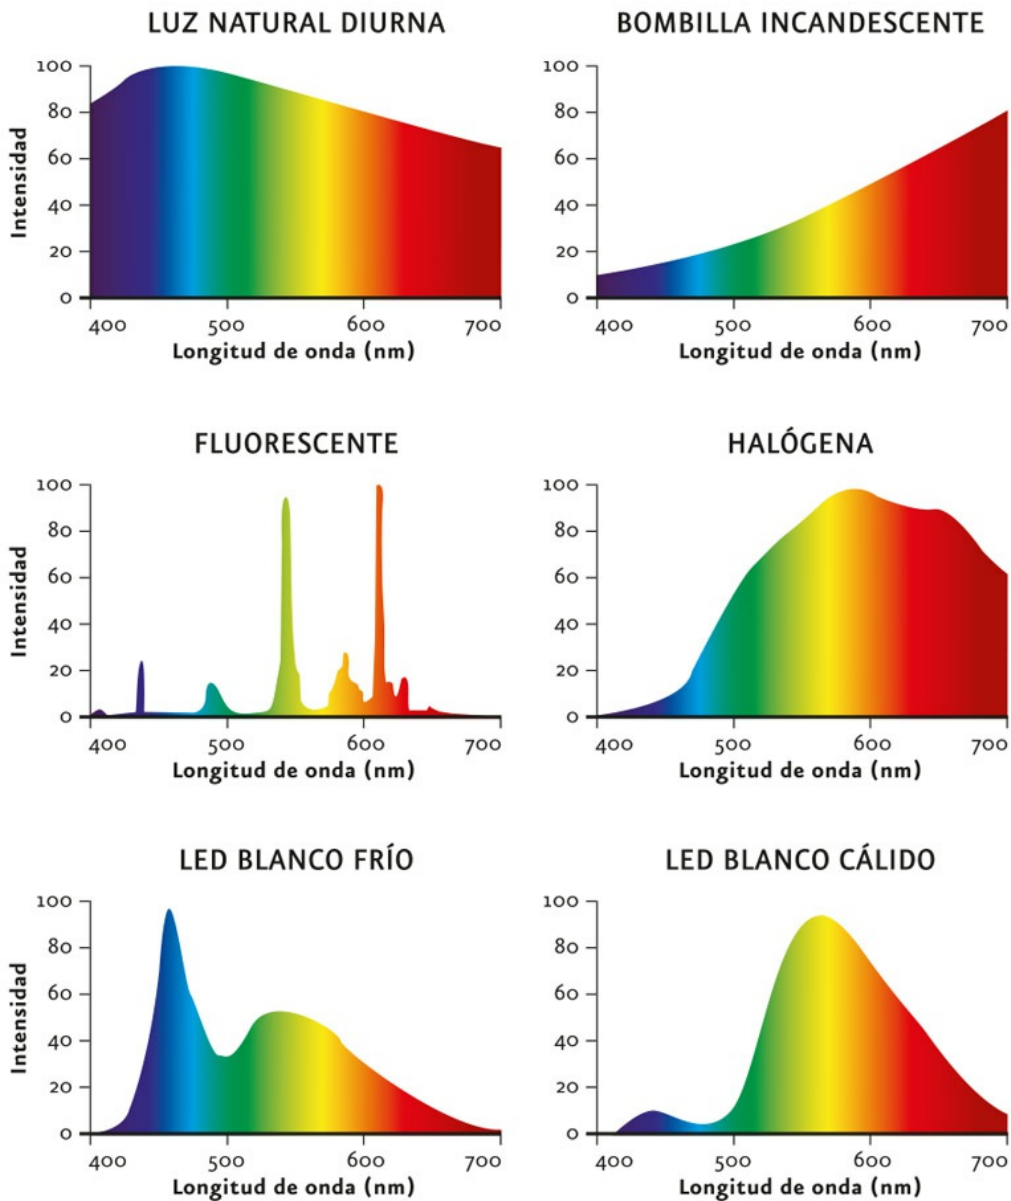 LUZ NATURAL DIURNA
Intensidad
100
80
60
40
20
0
400 500 600 700
Longitud de onda (nm)
BOMBILLA INCANDESCENTE
100
80
60
40
20
0
400 500 600 700
Longitud de onda (nm)
FLUORESCENTE
Intensidad
100
80
60
40
20
0
400 500 600 700
Longitud de onda (nm)
HALÓGENA
100
80
60
40
20
0
400 500 600 700
Longitud de onda (nm)
LED BLANCO FRÍO
Intensidad
100
80
60
40
20
0
400 500 600 700
Longitud de onda (nm)
LED BLANCO CÁLIDO
100
80
60
40
20
0
400 500 600 700
Longitud de onda (nm)